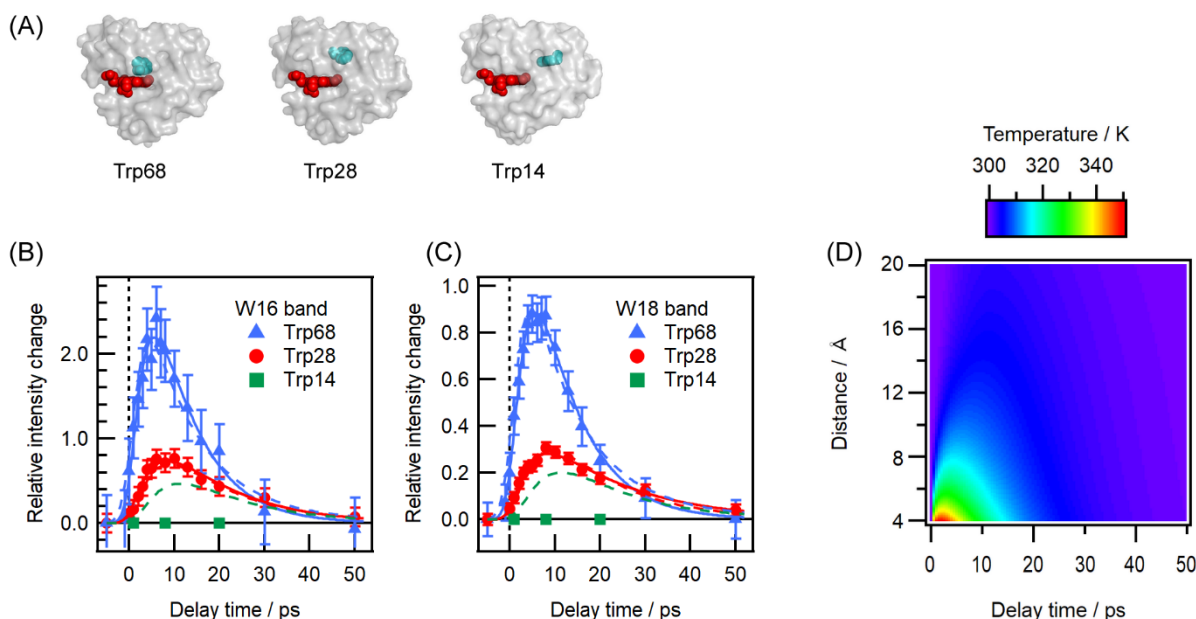 (A)
Trp68
Trp28
Trp14
(B)
Relative intensity change
2.0
1.0
0.0
W16 band
Trp68
Trp28
Trp14
0
10
20
30
40
50
Delay time / ps
(C)
Relative intensity change
1.0
0.8
0.6
0.4
0.2
0.0
W18 band
Trp68
Trp28
Trp14
0
10
20
30
40
50
Delay time / ps
Temperature / K
300
320
340
(D)
Distance / Å
20
16
12
8
4
0
10
20
30
40
50
Delay time / ps